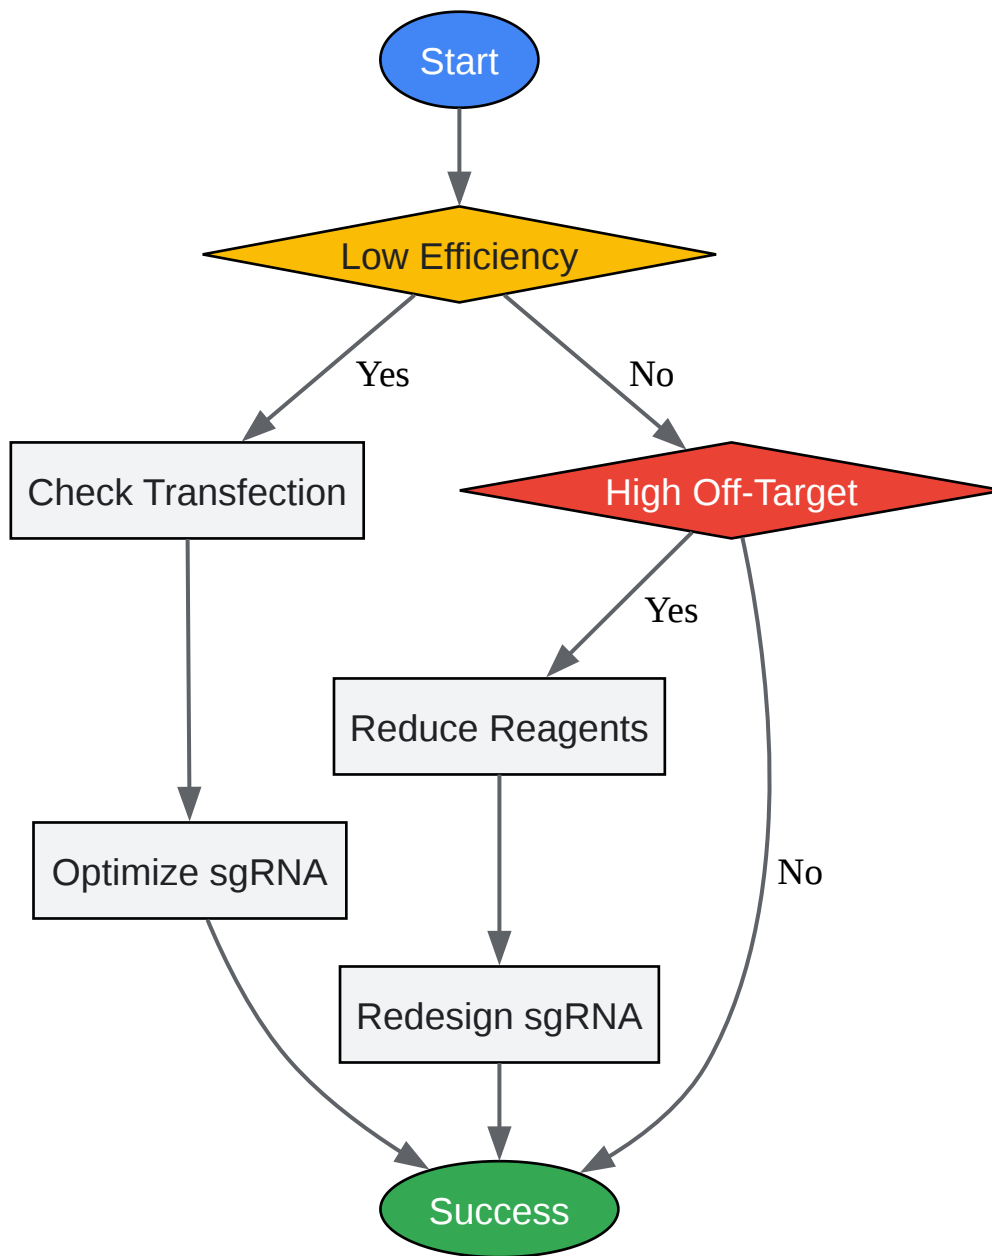 Start
Low Efficiency
Yes
No
Check Transfection
High Off-Target
Yes
Reduce Reagents
Optimize sgRNA
No
Redesign sgRNA
Success